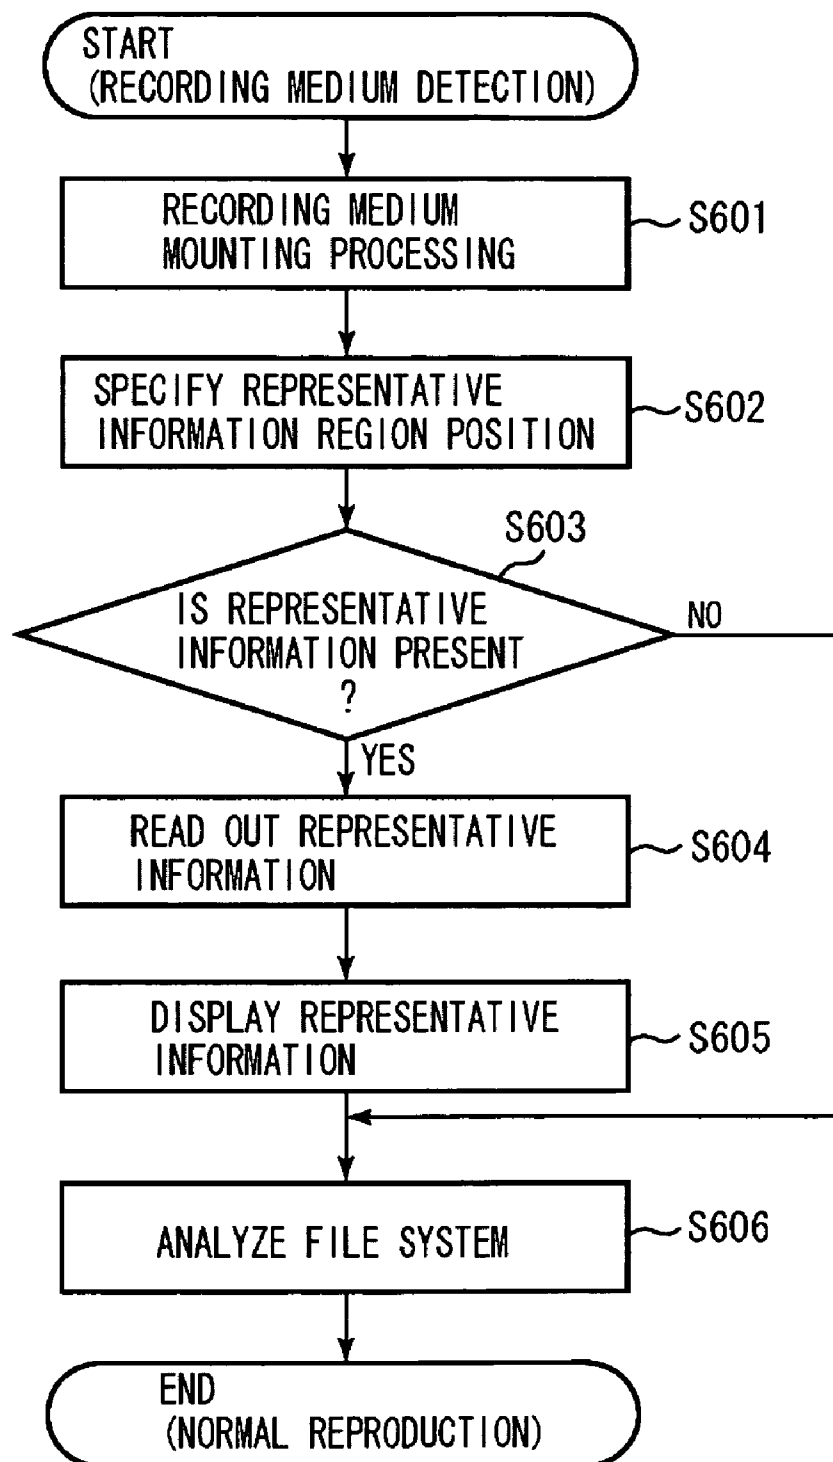 START
(RECORDING MEDIUM DETECTION)
RECORDING MEDIUM
MOUNTING PROCESSING
S601
SPECIFY REPRESENTATIVE
INFORMATION REGION POSITION
S602
S603
IS REPRESENTATIVE
INFORMATION PRESENT
?
NO
YES
READ OUT REPRESENTATIVE
INFORMATION
S604
DISPLAY REPRESENTATIVE
INFORMATION
S605
ANALYZE FILE SYSTEM
S606
END
(NORMAL REPRODUCTION)